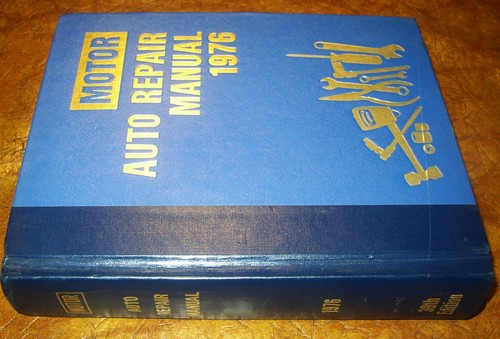 MOTOR
AUTO REPAIR
MANUAL
1976
MOTOR
AUTO
REPAIR
MANUAL
1976
39th
Edition